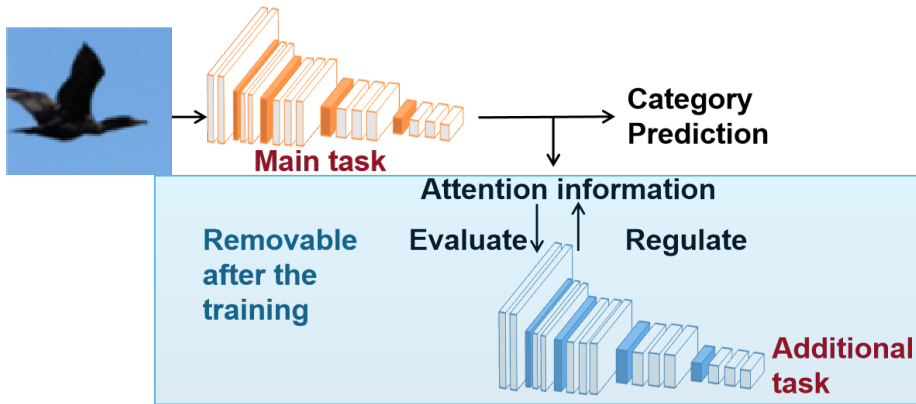 Category
Prediction
Main task
Attention information
Removable
after the
training
Evaluate
Regulate
Additional
task